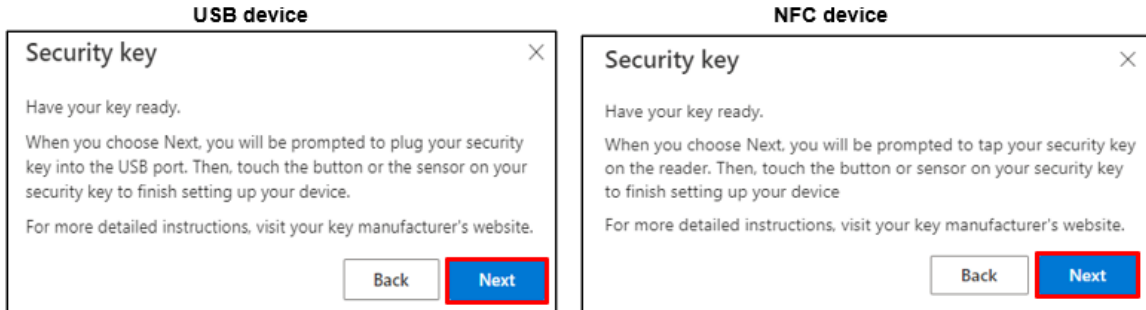 USB device
Security key
Have your key ready.
When you choose Next, you will be prompted to plug your security
key into the USB port. Then, touch the button or the sensor on your
security key to finish setting up your device.
For more detailed instructions, visit your key manufacturer's website.
Back
Next
NFC device
Security key
Have your key ready.
When you choose Next, you will be prompted to tap your security key
on the reader. Then, touch the button or sensor on your security key
to finish setting up your device
For more detailed instructions, visit your key manufacturer's website.
Back
Next